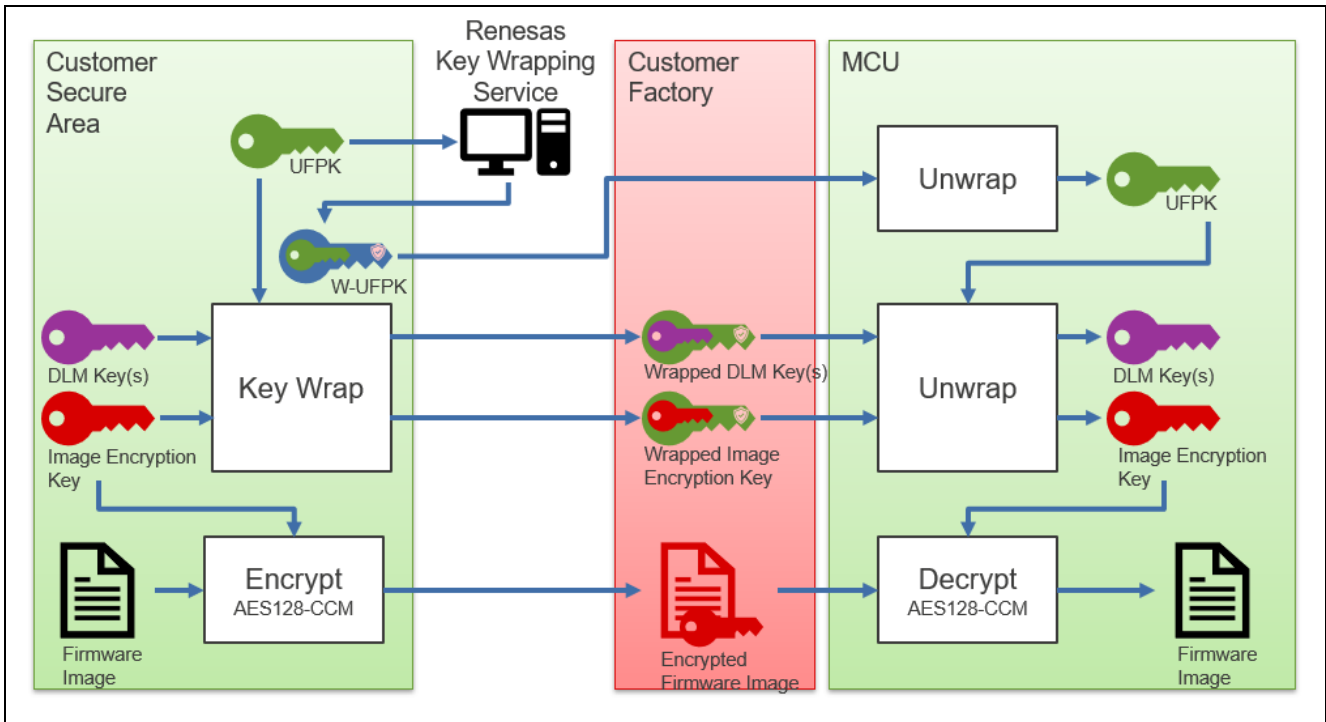 Customer
Secure
Area
Renesas
Key Wrapping
Service
Customer
Factory
MCU
UFPK
W-UFPK
Unwrap
UFPK
DLM Key(s)
Image Encryption
Key
Key Wrap
Wrapped DLM Key(s)
Wrapped Image
Encryption Key
Unwrap
DLM Key(s)
Image Encryption
Key
Firmware
Image
Encrypt
AES128-CCM
Encrypted
Firmware Image
Decrypt
AES128-CCM
Firmware
Image